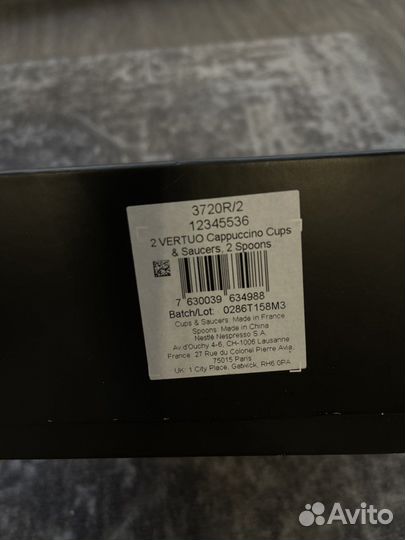 3720R/2
12345536
2 VERTUO Cappuccino Cups
& Saucers, 2 Spoons
7 630039 634988
Batch/Lot: 0286T158M3
Cups & Saucers: Made in France
Spoons: Made in China
Nestlé Nespresso S.A.
Av.d'Ouchy 4-6, CH-1006 Lausanne
France: 27 Rue du Colonel Pierre Avia
75015 Paris
UK: 1 City Place, Gatwick, RH6 0PA
Avito